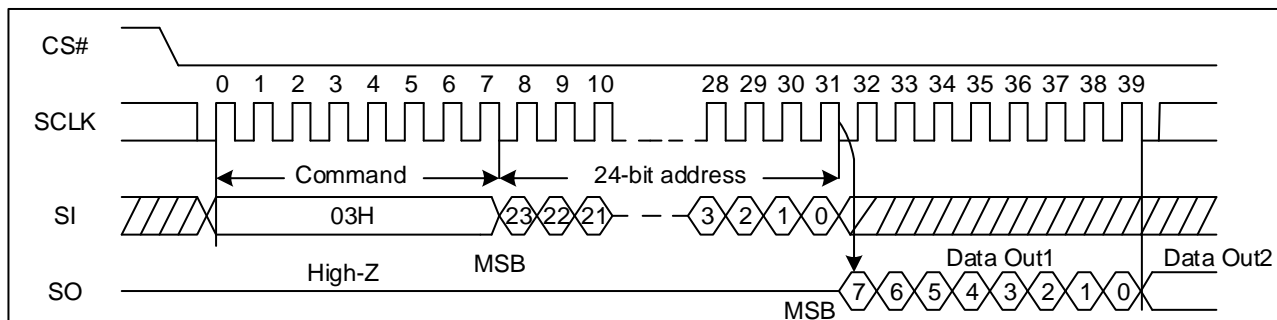 CS#
0 1 2 3 4 5 6 7 8 9 10 28 29 30 31 32 33 34 35 36 37 38 39
SCLK
Command 24-bit address
SI 03H 23 22 21 3 2 1 0
High-Z MSB Data Out1 Data Out2
SO 7 6 5 4 3 2 1 0
MSB